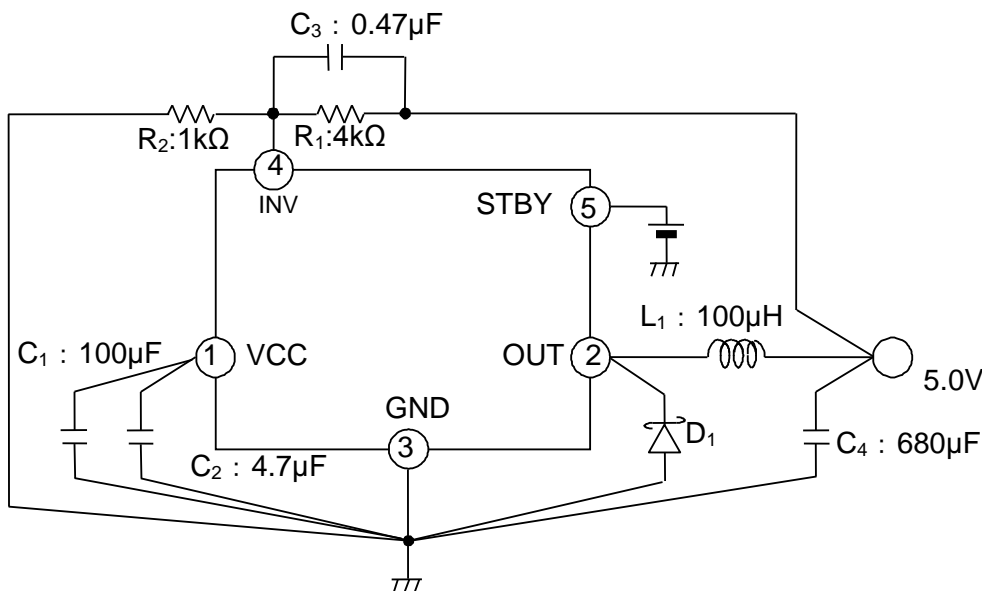 C₃ : 0.47µF
R₂:1kΩ
R₁:4kΩ
4
INV
STBY
5
L₁ : 100µH
C₁ : 100µF
1
VCC
OUT
2
5.0V
GND
3
D₁
C₂ : 4.7µF
C₄ : 680µF